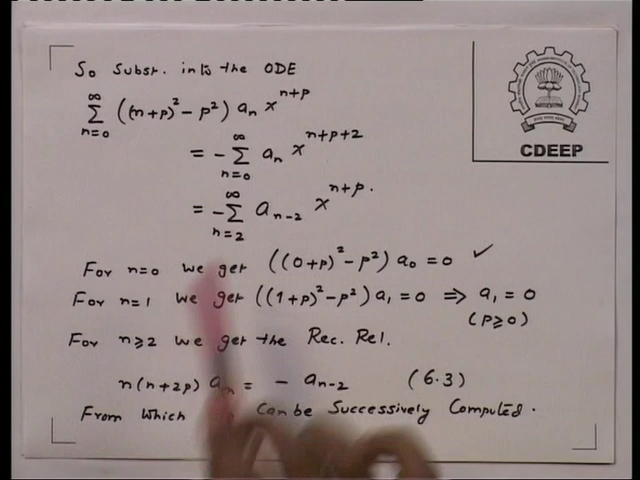 So Subst. into the ODE
∞ ∑ n=0 ((n+p)² - p²) aₙ x^{n+p}
= - ∞ ∑ n=0 aₙ x^{n+p+2}
= - ∞ ∑ n=2 a_{n-2} x^{n+p}.
CDEEP
For n=0 we get ((0+p)² - p²) a₀ = 0 ✓
For n=1 we get ((1+p)² - p²) a₁ = 0 ⇒ a₁ = 0
(p ≥ 0)
For n ≥ 2 we get the Rec. Rel.
n(n+2p) aₙ = - a_{n-2} (6.3)
From which can be Successively Computed.